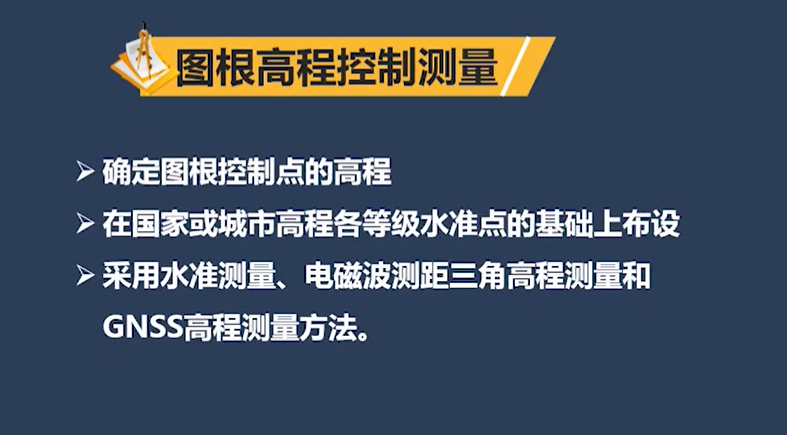 图根高程控制测量
确定图根控制点的高程
在国家或城市高程各等级水准点的基础上布设
采用水准测量、电磁波测距三角高程测量和
GNSS高程测量方法。